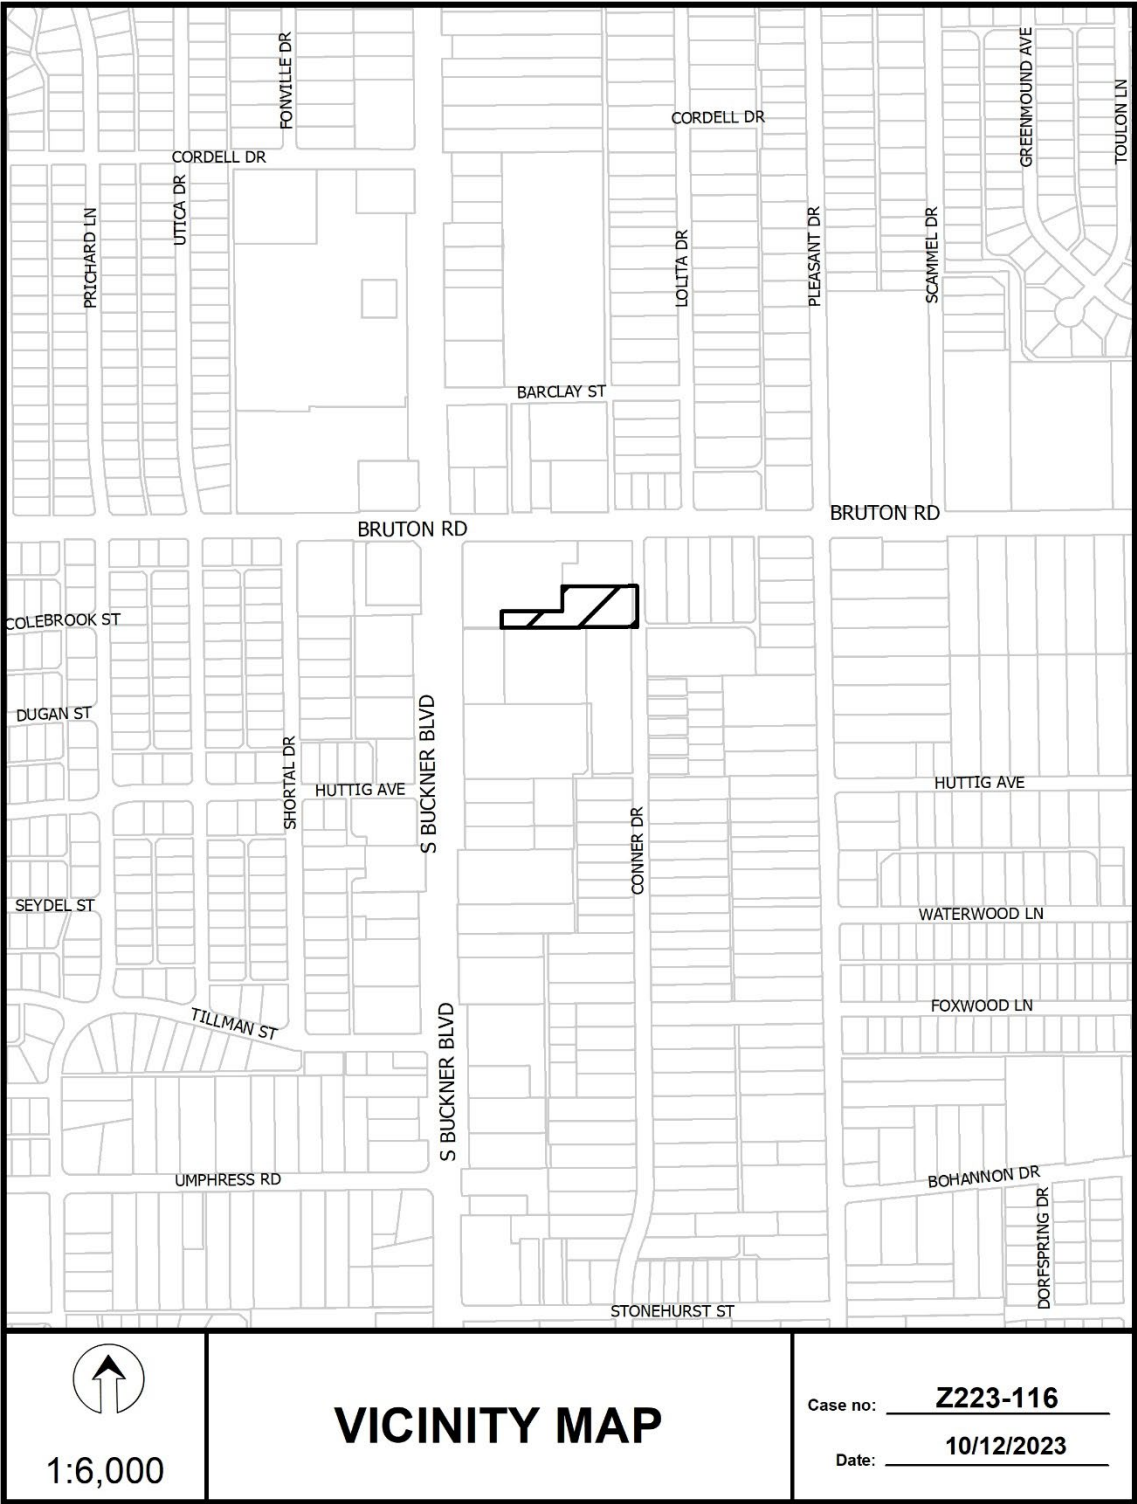 FONVILLE DR
GREENMOUND AVE
TOULON LN
CORDELL DR
CORDELL DR
UTICA DR
PRICHARD LN
LOLITA DR
PLEASANT DR
SCAMMEL DR
BARCLAY ST
BRUTON RD
BRUTON RD
COLEBROOK ST
DUGAN ST
SHORTAL DR
S BUCKNER BLVD
HUTTIG AVE
HUTTIG AVE
CONNER DR
SEYDEL ST
WATERWOOD LN
FOXWOOD LN
TILLMAN ST
S BUCKNER BLVD
UMPHRESS RD
BOHANNON DR
DORFSPRING DR
STONEHURST ST
1:6,000
VICINITY MAP
Case no: Z223-116
Date: 10/12/2023